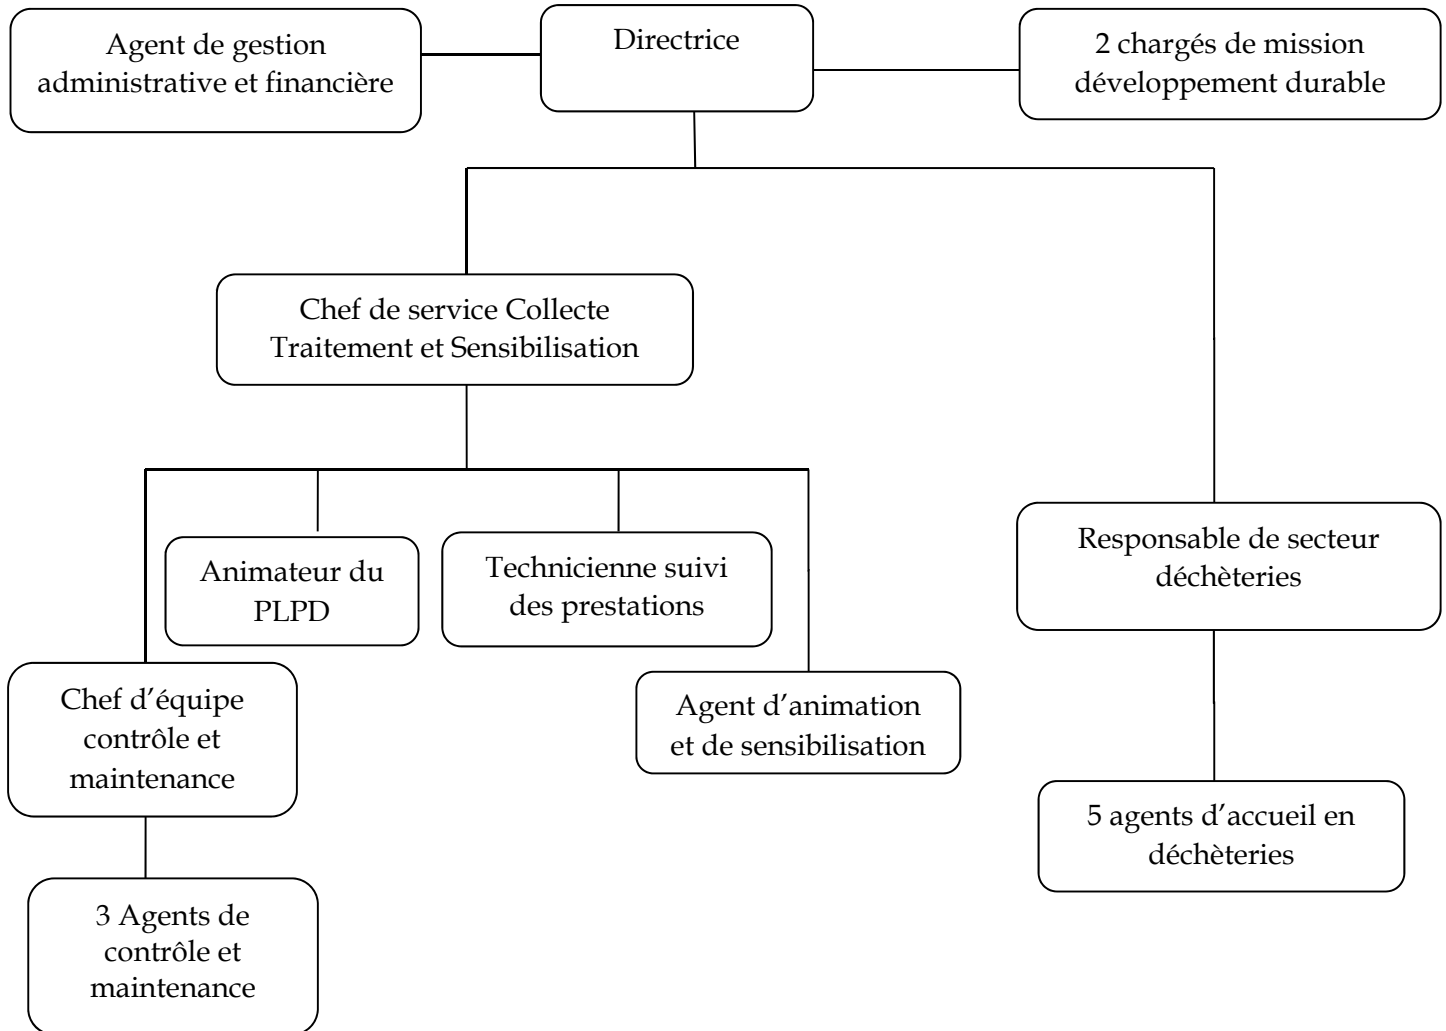 Agent de gestion
administrative et financière
Directrice
2 chargés de mission
développement durable
Chef de service Collecte
Traitement et Sensibilisation
Animateur du
PLPD
Technicienne suivi
des prestations
Responsable de secteur
déchèteries
Chef d’équipe
contrôle et
maintenance
Agent d’animation
et de sensibilisation
5 agents d’accueil en
déchèteries
3 Agents de
contrôle et
maintenance